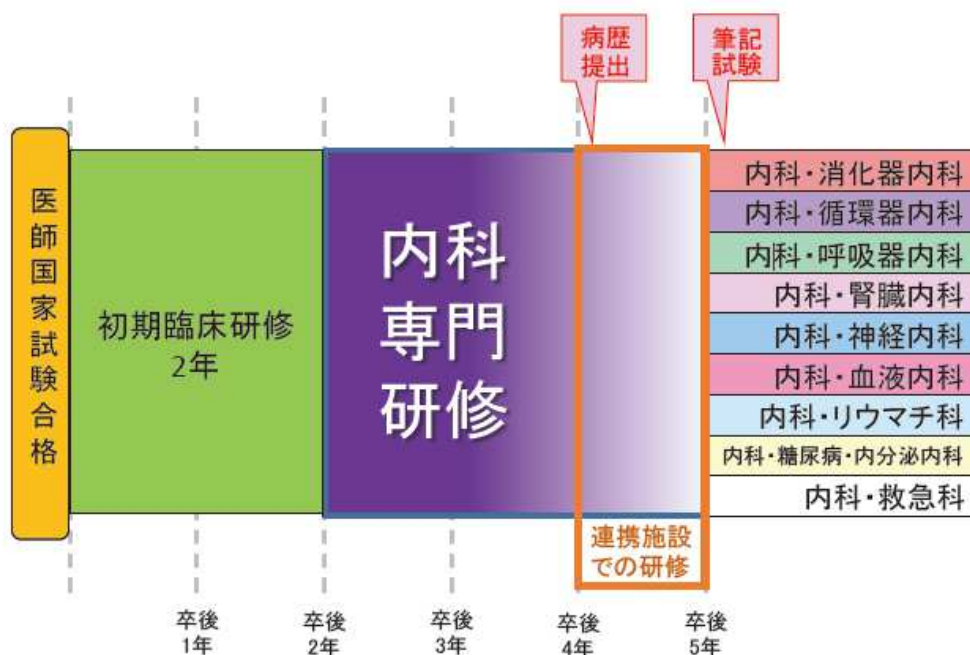 病歴
提出
筆記
試験
医師国家試験合格
初期臨床研修
2年
内科
専門
研修
内科・消化器内科
内科・循環器内科
内科・呼吸器内科
内科・腎臓内科
内科・神経内科
内科・血液内科
内科・リウマチ科
内科・糖尿病・内分泌内科
内科・救急科
連携施設
での研修
卒後
1年
卒後
2年
卒後
3年
卒後
4年
卒後
5年